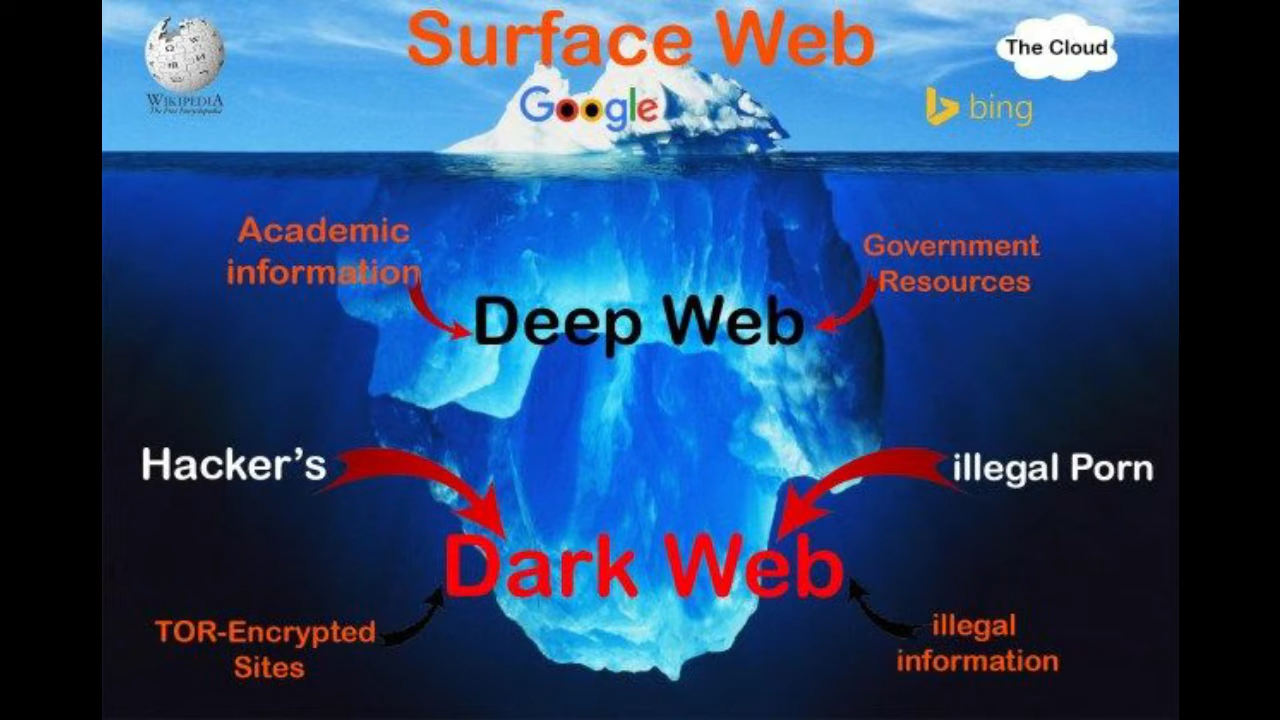 Surface Web
The Cloud
WIKIPEDIA
The Free Encyclopedia
Google
bing
Academic
information
Government
Resources
Deep Web
Hacker's
illegal Porn
Dark Web
TOR-Encrypted
Sites
illegal
information